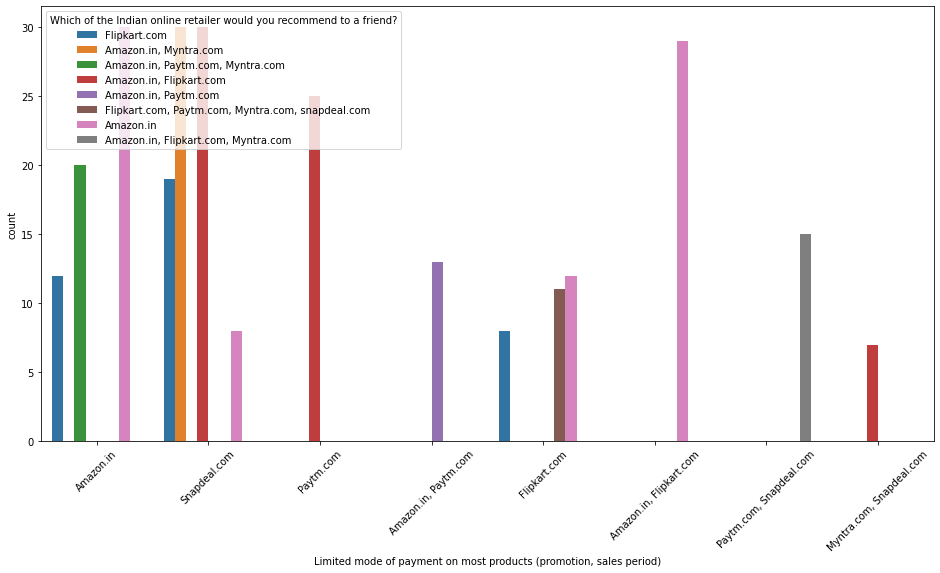 Which of the Indian online retailer would you recommend to a friend?
Flipkart.com
Amazon.in, Myntra.com
Amazon.in, Paytm.com, Myntra.com
Amazon.in, Flipkart.com
Amazon.in, Paytm.com
Flipkart.com, Paytm.com, Myntra.com, snapdeal.com
Amazon.in
Amazon.in, Flipkart.com, Myntra.com
30
25
20
15
10
5
0
count
Amazon.in
Snapdeal.com
Paytm.com
Amazon.in, Paytm.com
Flipkart.com
Amazon.in, Flipkart.com
Paytm.com, Snapdeal.com
Myntra.com, Snapdeal.com
Limited mode of payment on most products (promotion, sales period)